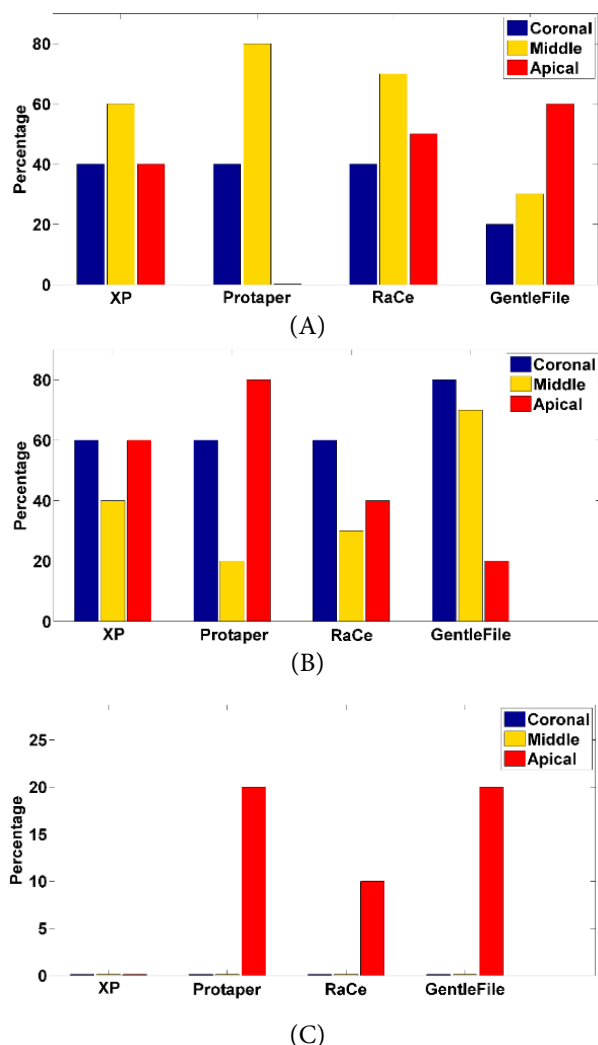 Coronal
Middle
Apical
Percentage
80
60
40
20
0
XP Protaper RaCe GentleFile
(A)
Coronal
Middle
Apical
Percentage
80
60
40
20
0
XP Protaper RaCe GentleFile
(B)
Coronal
Middle
Apical
Percentage
25
20
15
10
5
0
XP Protaper RaCe GentleFile
(C)